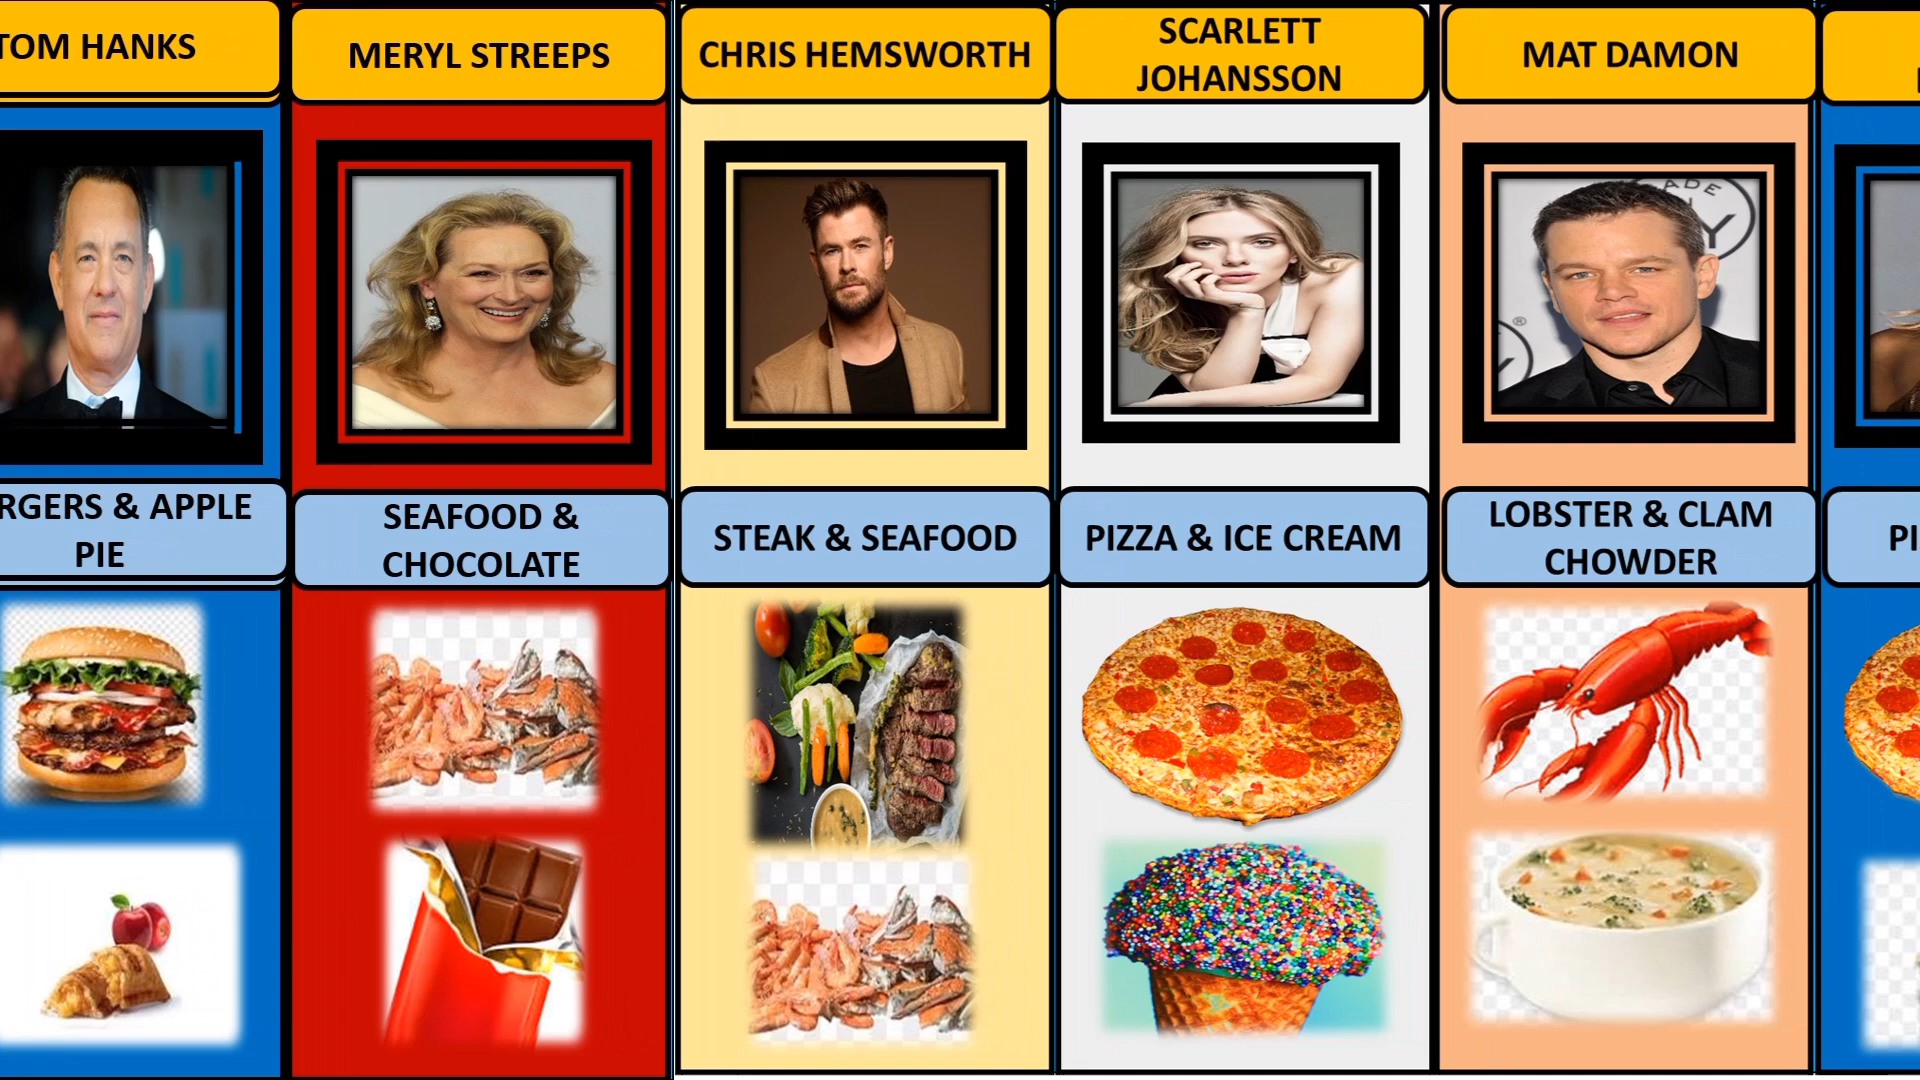 TOM HANKS
MERYL STREEPS
CHRIS HEMSWORTH
SCARLETT
JOHANSSON
MAT DAMON
RGERS & APPLE
PIE
SEAFOOD &
CHOCOLATE
STEAK & SEAFOOD
PIZZA & ICE CREAM
LOBSTER & CLAM
CHOWDER
PI